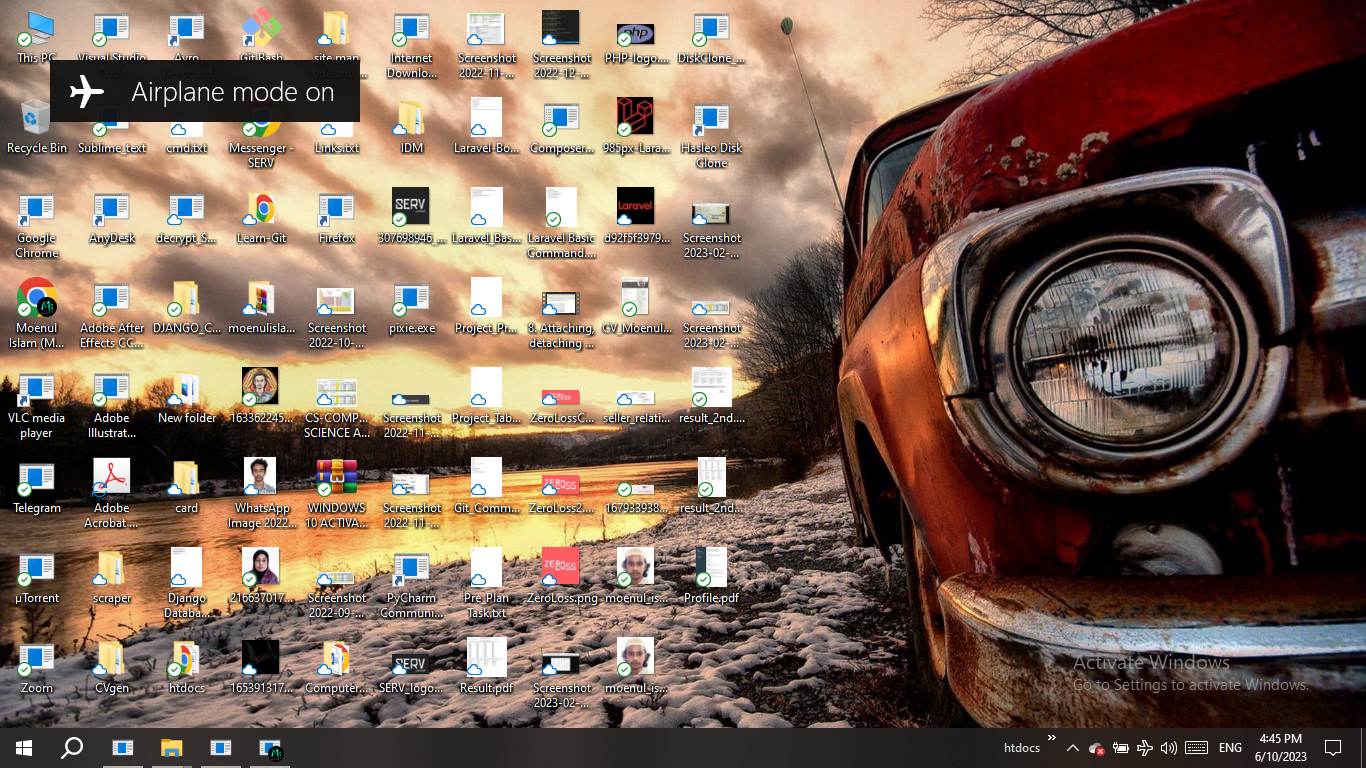 This PC
Visual Studio
Avro
Git Bash
site map
Internet Downlo...
Screenshot 2022-11-...
Screenshot 2022-12-...
php
PHP-logo....
DiskClone_...
Airplane mode on
Recycle Bin
Sublime_text
cmd.txt
Messenger - SERV
Links.txt
IDM
Laravel-Bo...
Composer...
985px-Lara...
Hasleo Disk Clone
Google Chrome
AnyDesk
decrypt_S...
Learn-Git
Firefox
SERV
307698946_...
Laravel_Bas...
Laravel Basic Command....
Laravel
d92f5f3979...
Screenshot 2023-02-...
Moenul Islam (M...
Adobe After Effects CC...
DJANGO_C...
moenulisla...
Screenshot 2022-10-...
pixie.exe
Project_Pr...
8. Attaching, detaching ...
CV_Moenul...
Screenshot 2023-02-...
VLC media player
Adobe Illustrat...
New folder
163362245...
CS-COMP... SCIENCE A...
Screenshot 2022-11-...
Project_Tab...
ZeroLossC...
seller_relati...
result_2nd....
Telegram
Adobe Acrobat ...
card
WhatsApp Image 2022...
WINDOWS 10 ACTIVA...
Screenshot 2022-11-...
Git_Comm...
ZeroLoss2....
167933938...
result_2nd...
µTorrent
scraper
Django Databa...
216637017...
Screenshot 2022-09-...
PyCharm Communi...
Pre_Plan Task.txt
ZeroLoss.png
moenul_is...
Profile.pdf
Zoom
CVgen
htdocs
165391317...
Computer...
SERV
SERV_logo...
Result.pdf
Screenshot 2023-02-...
moenul_is...
Activate Windows
Go to Settings to activate Windows.
htdocs
ENG
4:45 PM
6/10/2023